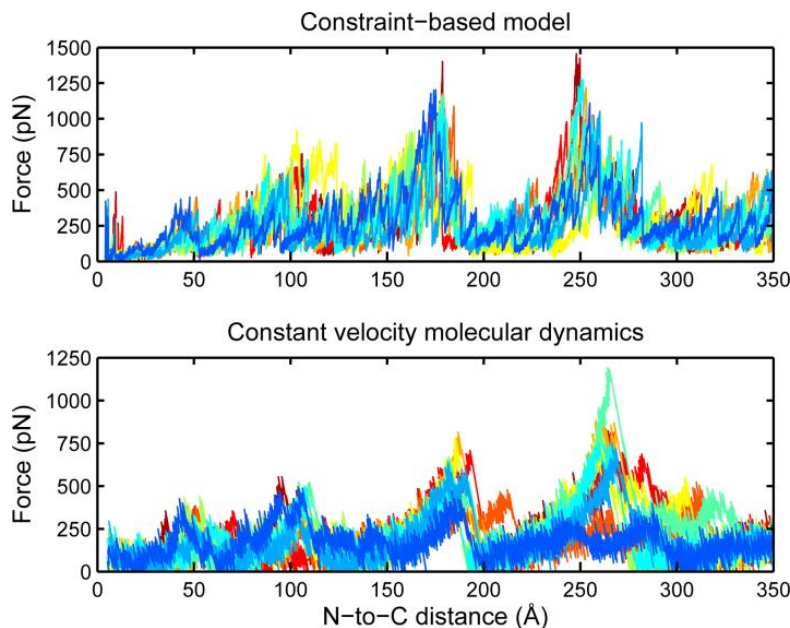 Constraint−based model
Force (pN)
1500
1250
1000
750
500
250
0
0 50 100 150 200 250 300 350
Constant velocity molecular dynamics
Force (pN)
1250
1000
750
500
250
0
0 50 100 150 200 250 300 350
N−to−C distance (Å)